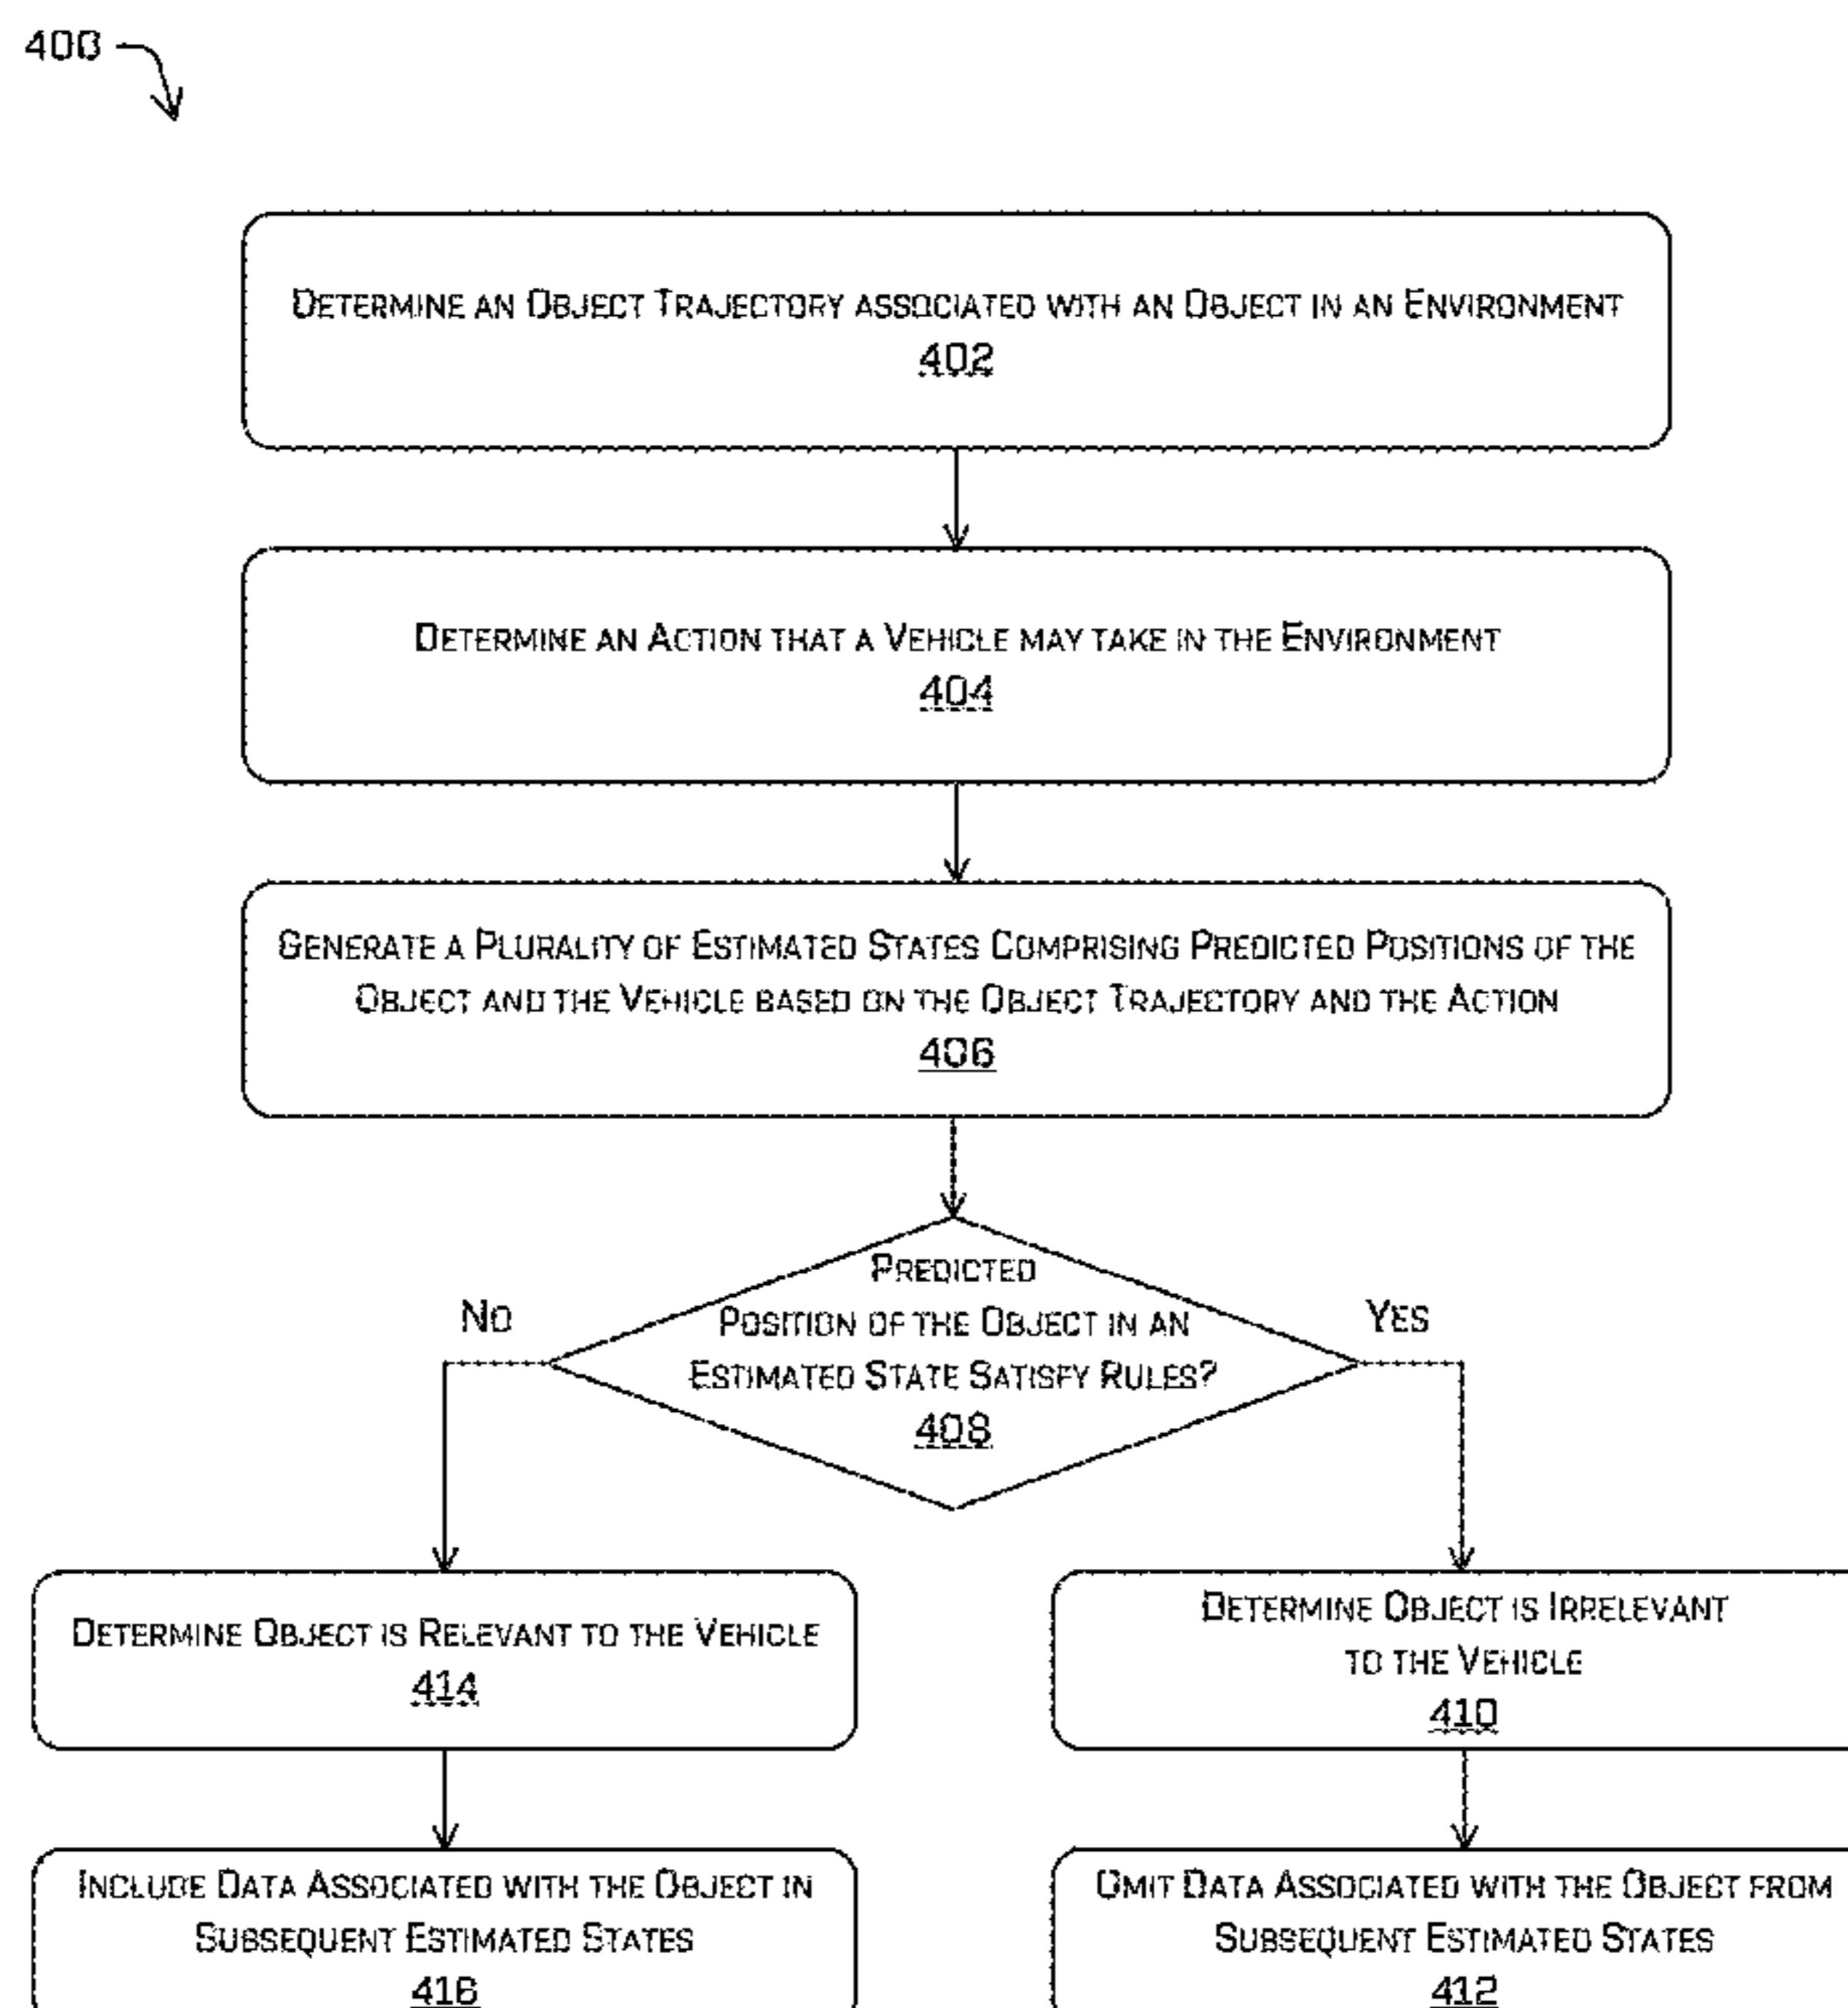 400
DETERMINE AN OBJECT TRAJECTORY ASSOCIATED WITH AN OBJECT IN AN ENVIRONMENT
402
DETERMINE AN ACTION THAT A VEHICLE MAY TAKE IN THE ENVIRONMENT
404
GENERATE A PLURALITY OF ESTIMATED STATES COMPRISING PREDICTED POSITIONS OF THE
OBJECT AND THE VEHICLE BASED ON THE OBJECT TRAJECTORY AND THE ACTION
406
PREDICTED
POSITION OF THE OBJECT IN AN
ESTIMATED STATE SATISFY RULES?
408
NO
YES
DETERMINE OBJECT IS RELEVANT TO THE VEHICLE
414
DETERMINE OBJECT IS IRRELEVANT
TO THE VEHICLE
410
INCLUDE DATA ASSOCIATED WITH THE OBJECT IN
SUBSEQUENT ESTIMATED STATES
416
OMIT DATA ASSOCIATED WITH THE OBJECT FROM
SUBSEQUENT ESTIMATED STATES
412